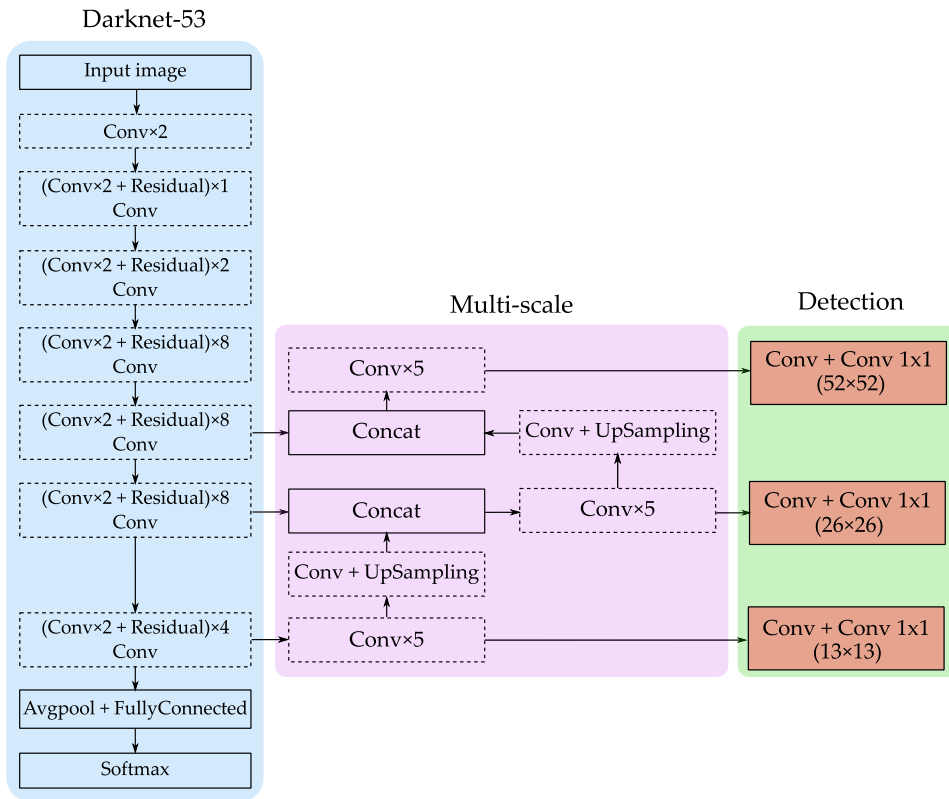 Darknet-53
Input image
Conv×2
(Conv×2 + Residual)×1
Conv
(Conv×2 + Residual)×2
Conv
(Conv×2 + Residual)×8
Conv
(Conv×2 + Residual)×8
Conv
(Conv×2 + Residual)×8
Conv
(Conv×2 + Residual)×4
Conv
Avgpool + FullyConnected
Softmax
Multi-scale
Conv×5
Concat
Conv + UpSampling
Concat
Conv×5
Conv + UpSampling
Conv×5
Detection
Conv + Conv 1x1
(52×52)
Conv + Conv 1x1
(26×26)
Conv + Conv 1x1
(13×13)